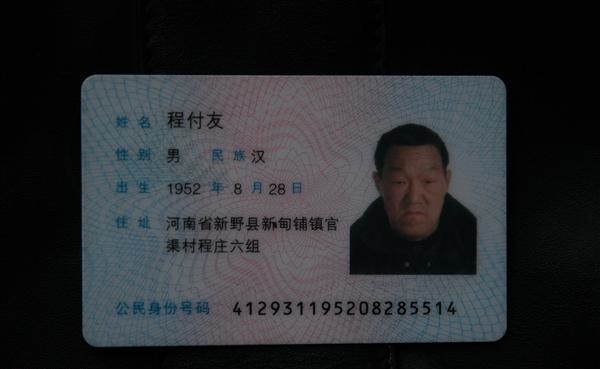 姓名 程付友
性别 男 民族 汉
出生 1952 年 8 月 28 日
住址 河南省新野县新甸铺镇官
渠村程庄六组
公民身份号码 412931195208285514